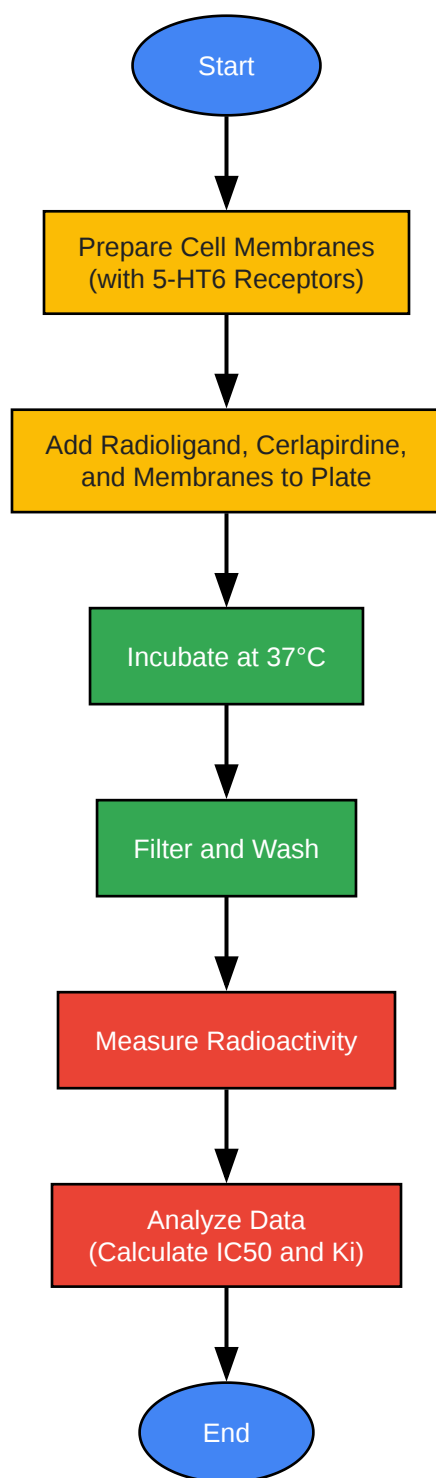 Start
Prepare Cell Membranes
(with 5-HT6 Receptors)
Add Radioligand, Cerlapirdine,
and Membranes to Plate
Incubate at 37°C
Filter and Wash
Measure Radioactivity
Analyze Data
(Calculate IC50 and Ki)
End